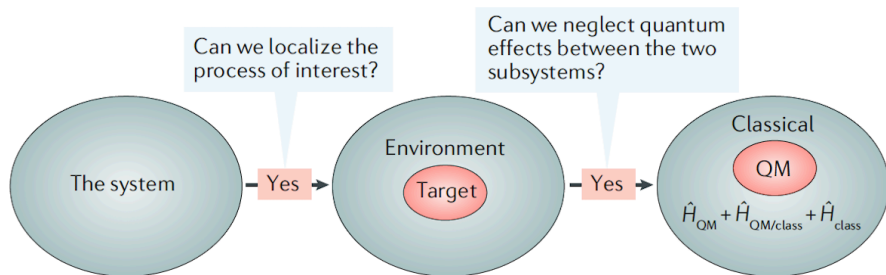 Can we localize the
process of interest?
Can we neglect quantum
effects between the two
subsystems?
The system
Yes
Environment
Target
Yes
Classical
QM
Ĥ_QM + Ĥ_QM/class + Ĥ_class